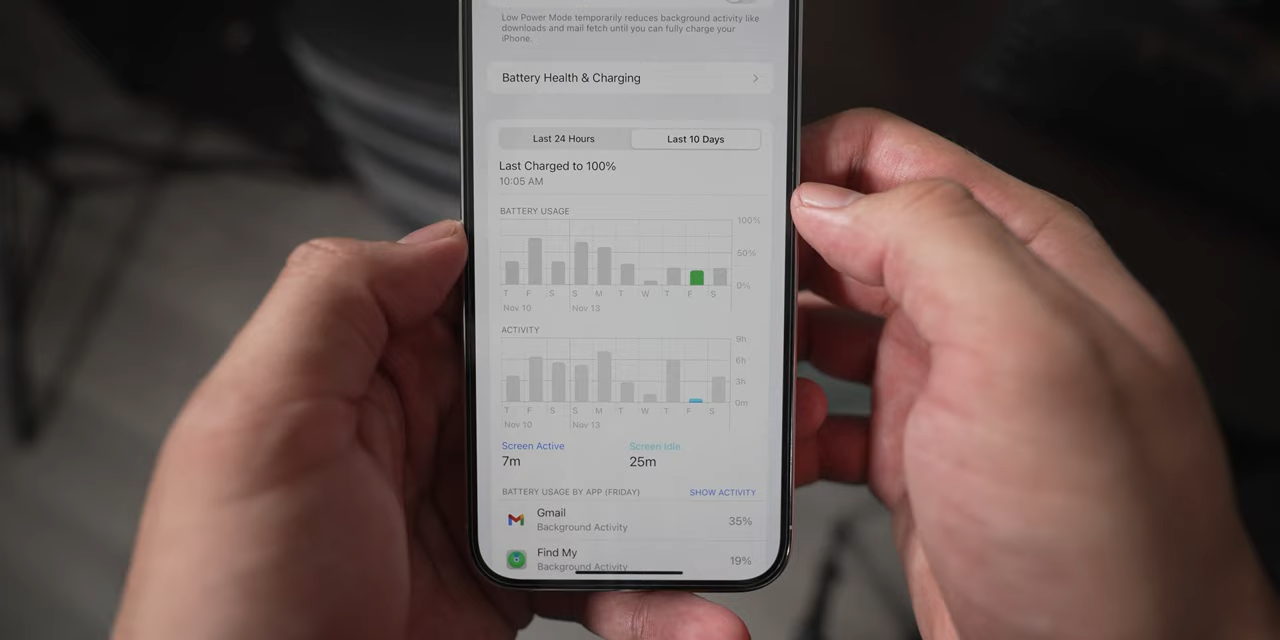 Low Power Mode temporarily reduces background activity like
downloads and mail fetch until you can fully charge your
iPhone.
Battery Health & Charging
Last 24 Hours Last 10 Days
Last Charged to 100%
10:05 AM
BATTERY USAGE
100%
50%
0%
T F S S M T W T F S
Nov 10 Nov 13
ACTIVITY
9h
6h
3h
0m
T F S S M T W T F S
Nov 10 Nov 13
Screen Active Screen Idle
7m 25m
BATTERY USAGE BY APP (FRIDAY) SHOW ACTIVITY
Gmail
Background Activity 35%
Find My
Background Activity 19%